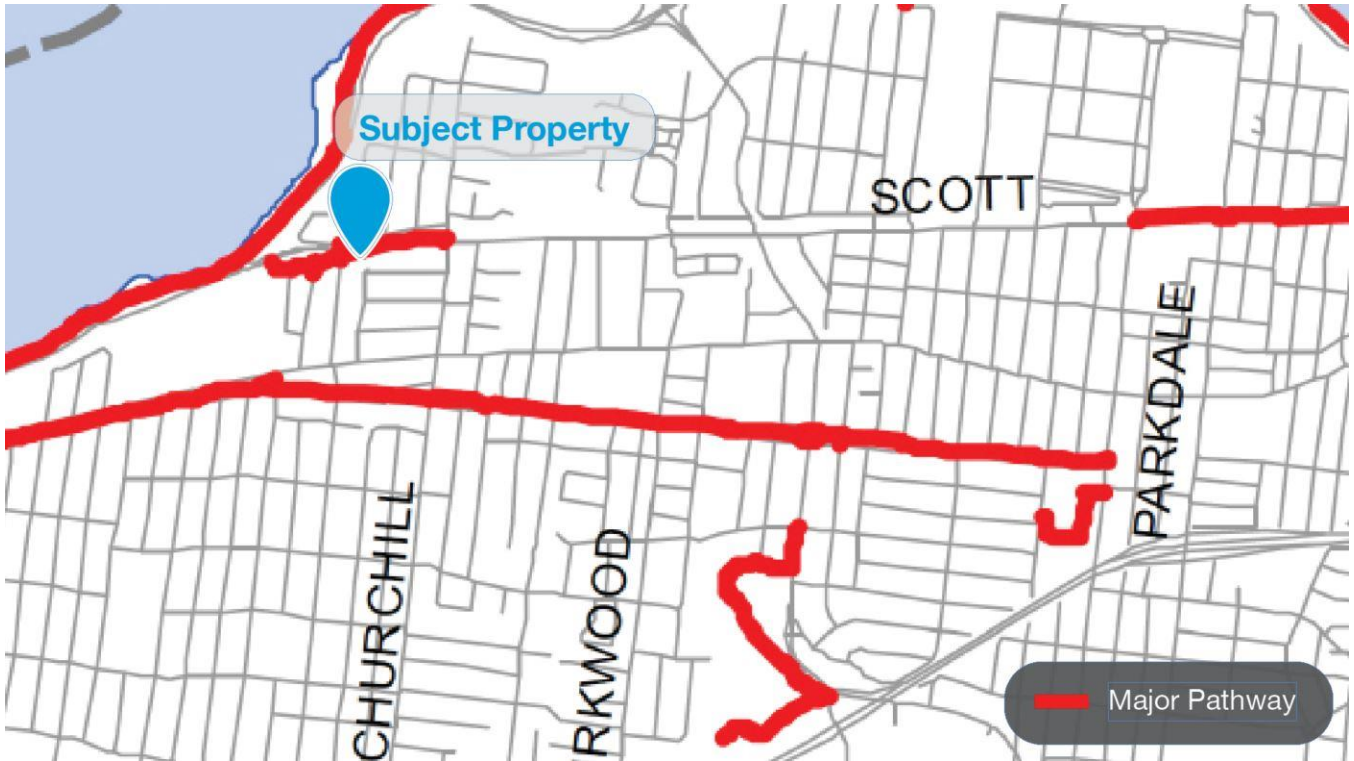 Subject Property
SCOTT
PARKDALE
CHURCHILL
RKWOOD
Major Pathway